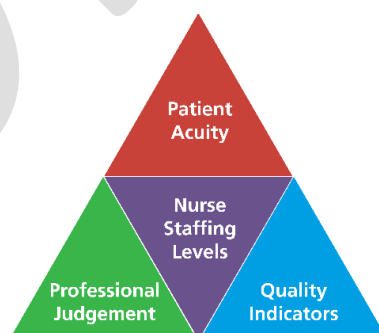 Patient
Acuity
Nurse
Staffing
Levels
Professional
Judgement
Quality
Indicators